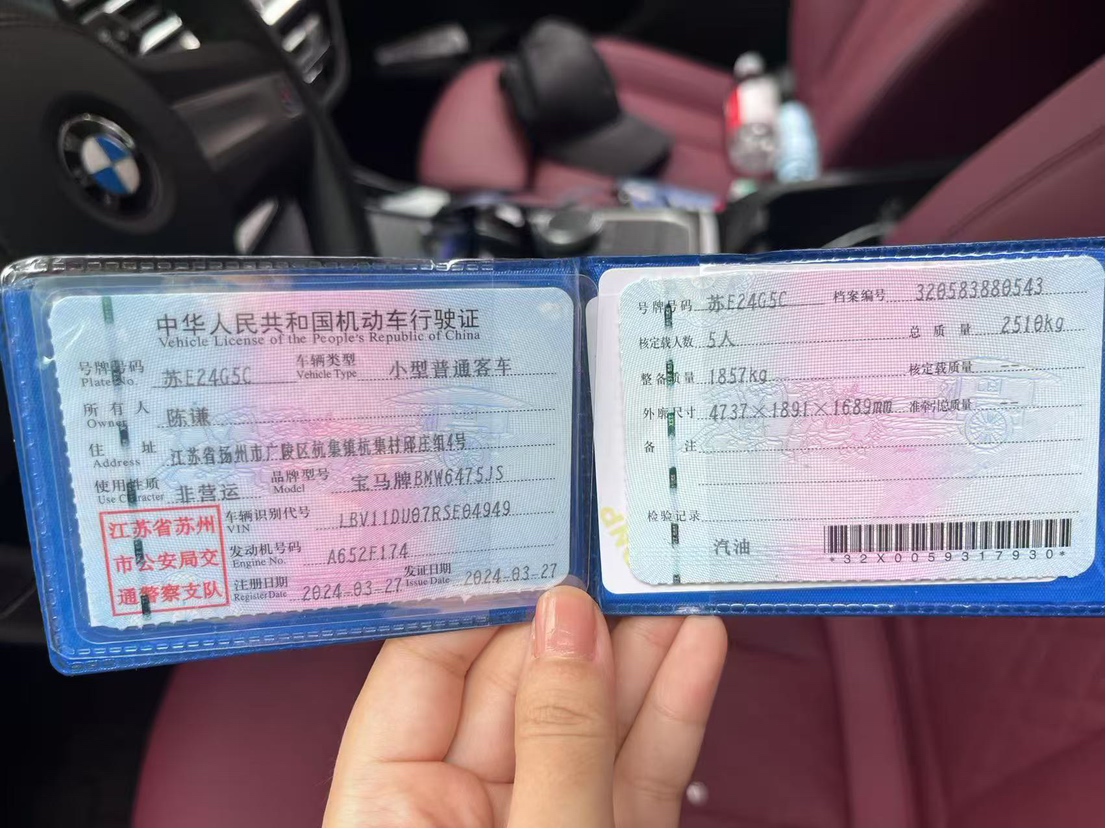 中华人民共和国机动车行驶证
Vehicle License of the People's Republic of China
号牌号码 Plate No. 苏E24G5C 车辆类型 Vehicle Type 小型普通客车
所有人 Owner 陈谦
住址 Address 江苏省扬州市广陵区杭集镇杭集村邱庄组4号
使用性质 Use Character 非营运 品牌型号 Model 宝马牌BMW6475JS
江苏省苏州
市公安局交
通警察支队
车辆识别代号 VIN LBV11DU07RSE04949
发动机号码 Engine No. A652F174
注册日期 Register Date 2024-03-27 发证日期 Issue Date 2024-03-27
号牌号码 苏E24G5C 档案编号 320583880543
核定载人数 5人 总质量 2510kg
整备质量 1857kg 核定载质量 --
外廓尺寸 4737×1891×1689mm 准牵引总质量 --
备注
检验记录
汽油
*32X0059317930*